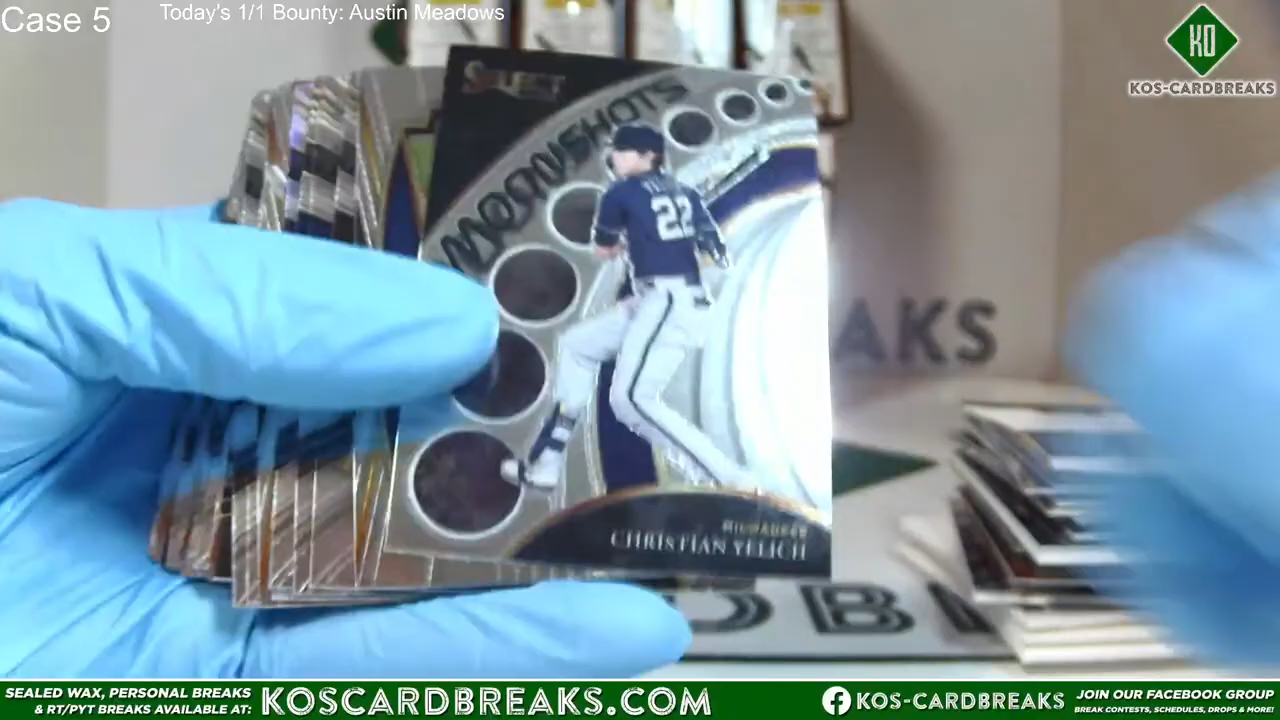 Case 5
Today's 1/1 Bounty: Austin Meadows
KO
KOS-CARDBREAKS
SELECT
MOONSHOTS
22
AKS
MILWAUKEE
CHRISTIAN YELICH
SEALED WAX, PERSONAL BREAKS
& RT/PYT BREAKS AVAILABLE AT:
KOSCARDBREAKS.COM
KOS-CARDBREAKS
JOIN OUR FACEBOOK GROUP
BREAK CONTESTS, SCHEDULES, DROPS & MORE!